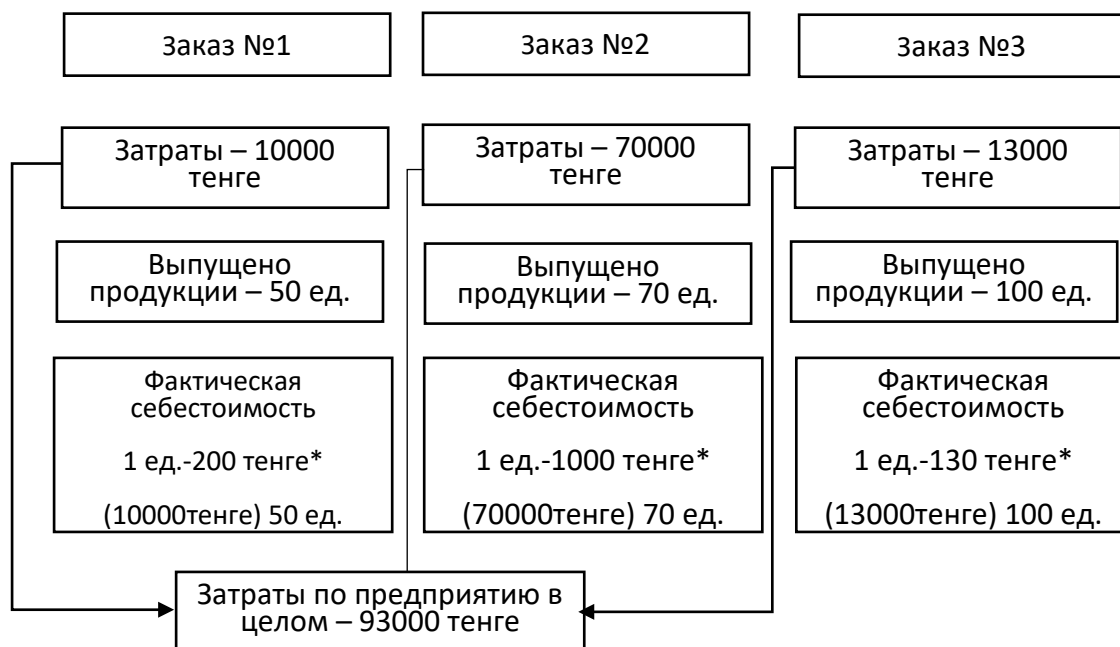 Заказ №1
Заказ №2
Заказ №3
Затраты – 10000
тенге
Затраты – 70000
тенге
Затраты – 13000
тенге
Выпущено
продукции – 50 ед.
Выпущено
продукции – 70 ед.
Выпущено
продукции – 100 ед.
Фактическая
себестоимость
1 ед.-200 тенге*
(10000тенге) 50 ед.
Фактическая
себестоимость
1 ед.-1000 тенге*
(70000тенге) 70 ед.
Фактическая
себестоимость
1 ед.-130 тенге*
(13000тенге) 100 ед.
Затраты по предприятию в
целом – 93000 тенге